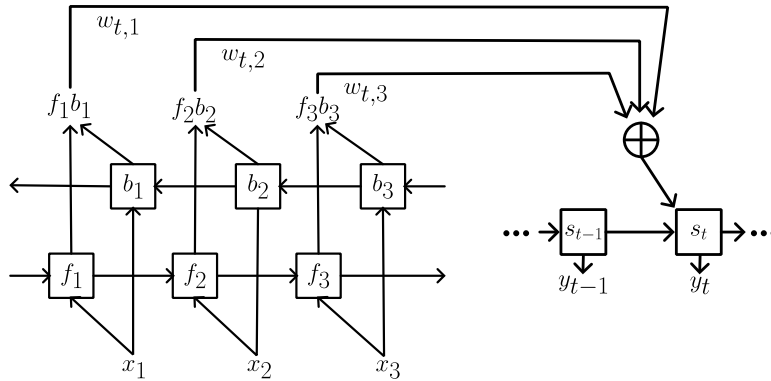 w_{t,1}
w_{t,2}
w_{t,3}
f_1b_1 f_2b_2 f_3b_3
b_1 b_2 b_3
... s_{t-1} s_t ...
f_1 f_2 f_3
y_{t-1} y_t
x_1 x_2 x_3